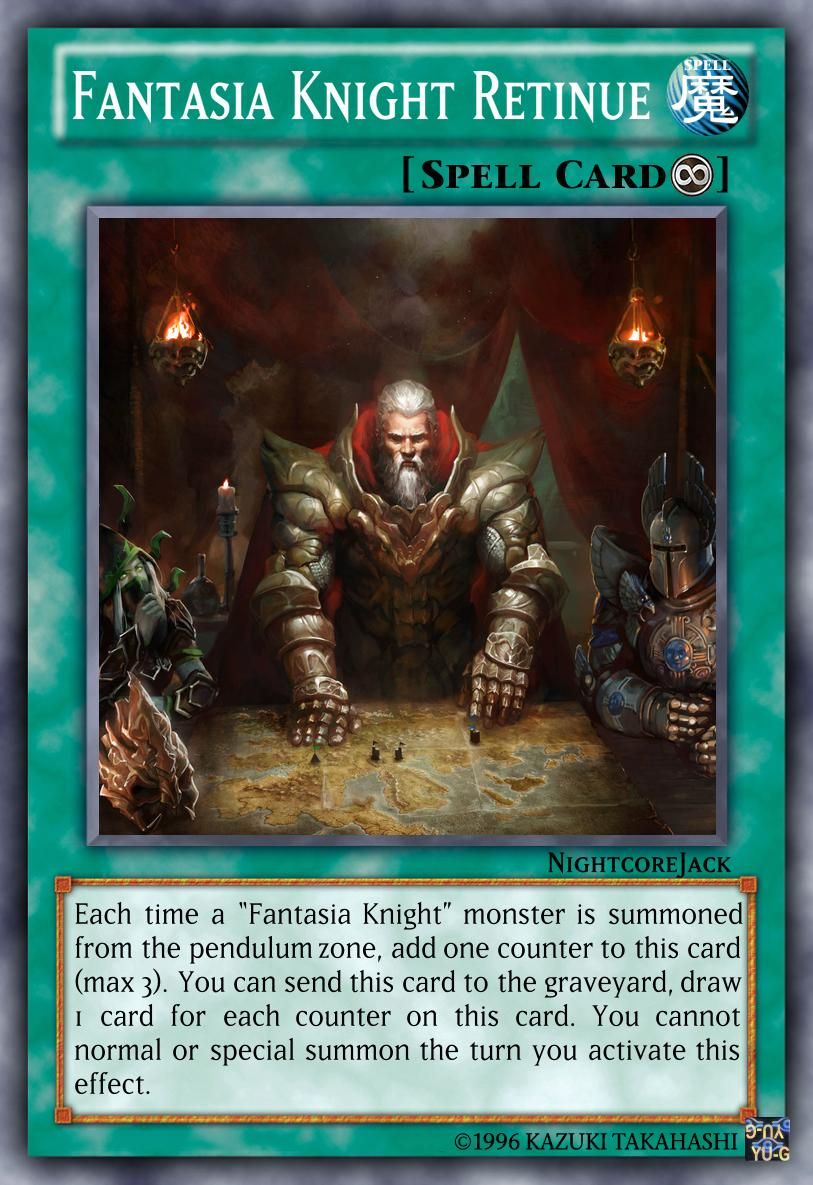 FANTASIA KNIGHT RETINUE
SPELL
魔
[SPELL CARD∞]
NIGHTCOREJACK
Each time a "Fantasia Knight" monster is summoned
from the pendulum zone, add one counter to this card
(max 3). You can send this card to the graveyard, draw
1 card for each counter on this card. You cannot
normal or special summon the turn you activate this
effect.
©1996 KAZUKI TAKAHASHI
YU-G
YU-G